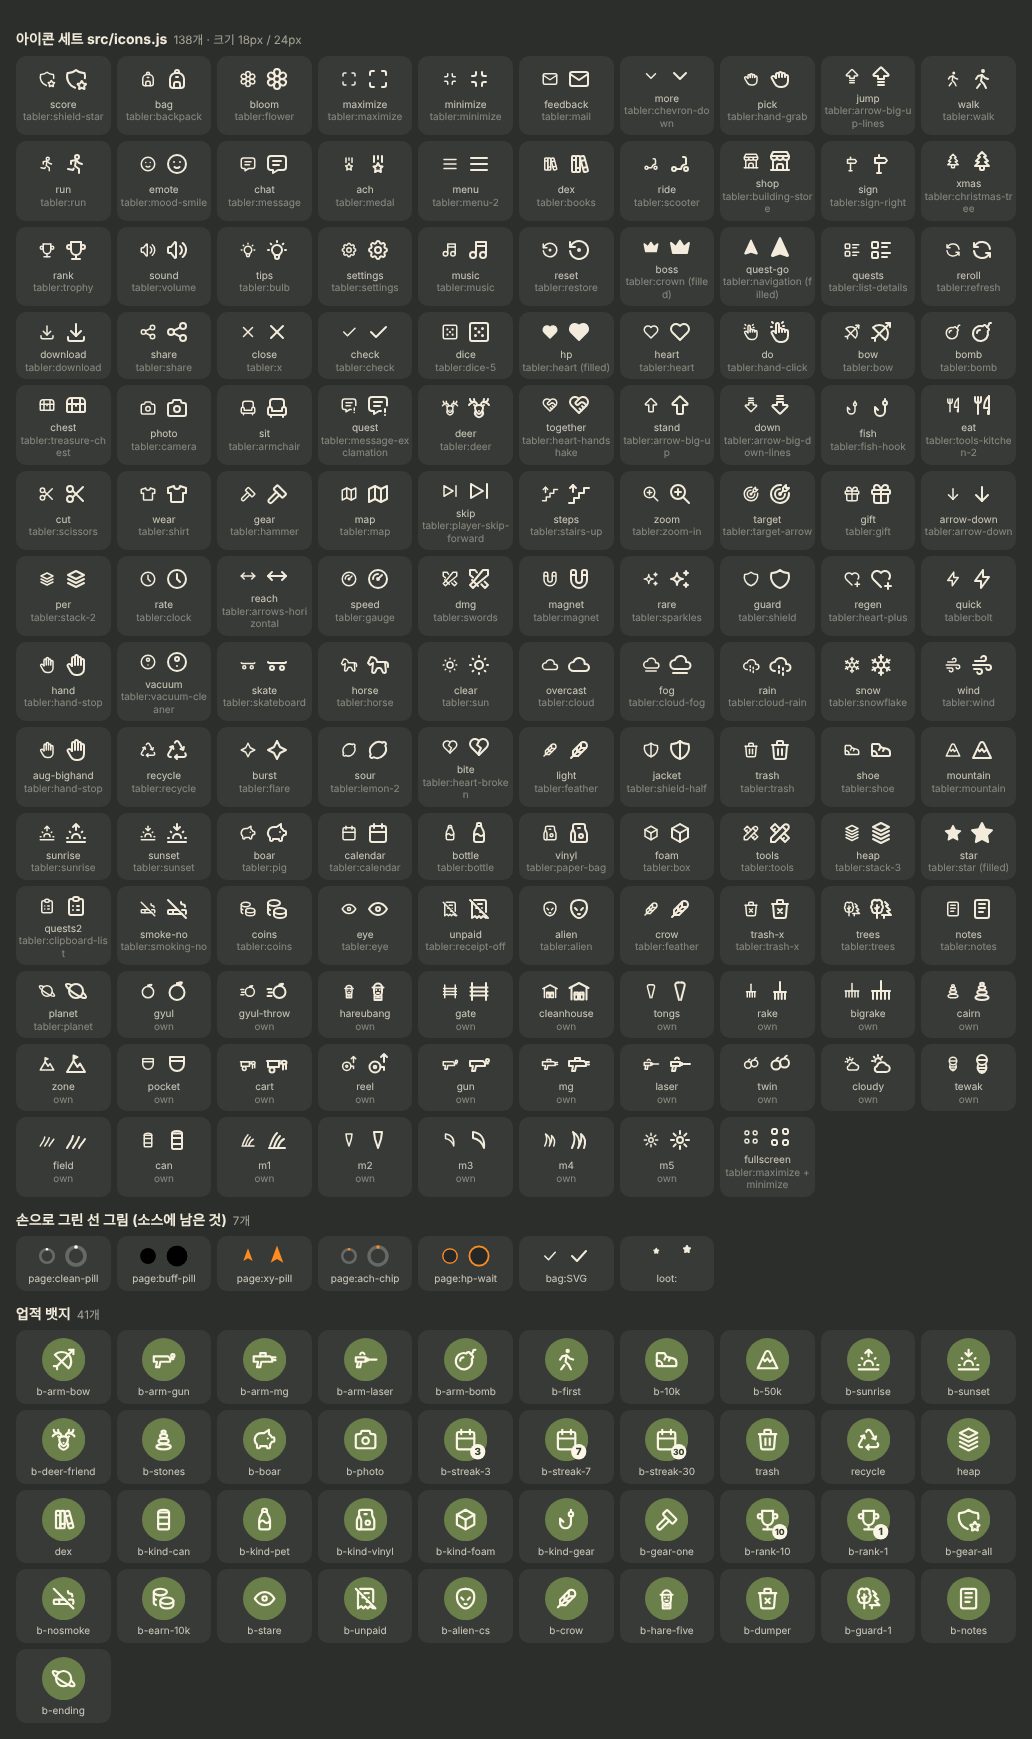 아이콘 세트 src/icons.js 138개 · 크기 18px / 24px
score bag bloom maximize minimize feedback more pick jump walk
tabler:shield-star tabler:backpack tabler:flower tabler:maximize tabler:minimize tabler:mail tabler:chevron-do tabler:hand-grab tabler:arrow-big-u tabler:walk
wn p-lines
run emote chat ach menu dex ride shop sign xmas
tabler:run tabler:mood-smile tabler:message tabler:medal tabler:menu-2 tabler:books tabler:scooter tabler:building-stor tabler:sign-right tabler:christmas-tr
e ee
rank sound tips settings music reset boss quest-go quests reroll
tabler:trophy tabler:volume tabler:bulb tabler:settings tabler:music tabler:restore tabler:crown (fille tabler:navigation (f tabler:list-details tabler:refresh
d) illed)
download share close check dice hp heart do bow bomb
tabler:download tabler:share tabler:x tabler:check tabler:dice-5 tabler:heart (filled) tabler:heart tabler:hand-click tabler:bow tabler:bomb
chest photo sit quest deer together stand down fish eat
tabler:treasure-ch tabler:camera tabler:armchair tabler:message-ex tabler:deer tabler:heart-hands tabler:arrow-big-u tabler:arrow-big-d tabler:fish-hook tabler:tools-kitche
est clamation hake p own-lines n-2
cut wear gear map skip steps zoom target gift arrow-down
tabler:scissors tabler:shirt tabler:hammer tabler:map tabler:player-skip- tabler:stairs-up tabler:zoom-in tabler:target-arrow tabler:gift tabler:arrow-down
forward
per rate reach speed dmg magnet rare guard regen quick
tabler:stack-2 tabler:clock tabler:arrows-hori tabler:gauge tabler:swords tabler:magnet tabler:sparkles tabler:shield tabler:heart-plus tabler:bolt
zontal
hand vacuum skate horse clear overcast fog rain snow wind
tabler:hand-stop tabler:vacuum-cle tabler:skateboard tabler:horse tabler:sun tabler:cloud tabler:cloud-fog tabler:cloud-rain tabler:snowflake tabler:wind
aner
aug-bighand recycle burst sour bite light jacket trash shoe mountain
tabler:hand-stop tabler:recycle tabler:flare tabler:lemon-2 tabler:heart-broke tabler:feather tabler:shield-half tabler:trash tabler:shoe tabler:mountain
n
sunrise sunset boar calendar bottle vinyl foam tools heap star
tabler:sunrise tabler:sunset tabler:pig tabler:calendar tabler:bottle tabler:paper-bag tabler:box tabler:tools tabler:stack-3 tabler:star (filled)
quests2 smoke-no coins eye unpaid alien crow trash-x trees notes
tabler:clipboard-lis tabler:smoking-no tabler:coins tabler:eye tabler:receipt-off tabler:alien tabler:feather tabler:trash-x tabler:trees tabler:notes
t
planet gyul gyul-throw hareubang gate cleanhouse tongs rake bigrake cairn
tabler:planet own own own own own own own own own
zone pocket cart reel gun mg laser twin cloudy tewak
own own own own own own own own own own
field can m1 m2 m3 m4 m5 fullscreen
own own own own own own own tabler:maximize +
minimize
손으로 그린 선 그림 (소스에 남은 것) 7개
page:clean-pill page:buff-pill page:xy-pill page:ach-chip page:hp-wait bag:SVG loot:
업적 뱃지 41개
b-arm-bow b-arm-gun b-arm-mg b-arm-laser b-arm-bomb b-first b-10k b-50k b-sunrise b-sunset
3 7 30
b-deer-friend b-stones b-boar b-photo b-streak-3 b-streak-7 b-streak-30 trash recycle heap
10 1
dex b-kind-can b-kind-pet b-kind-vinyl b-kind-foam b-kind-gear b-gear-one b-rank-10 b-rank-1 b-gear-all
b-nosmoke b-earn-10k b-stare b-unpaid b-alien-cs b-crow b-hare-five b-dumper b-guard-1 b-notes
b-ending